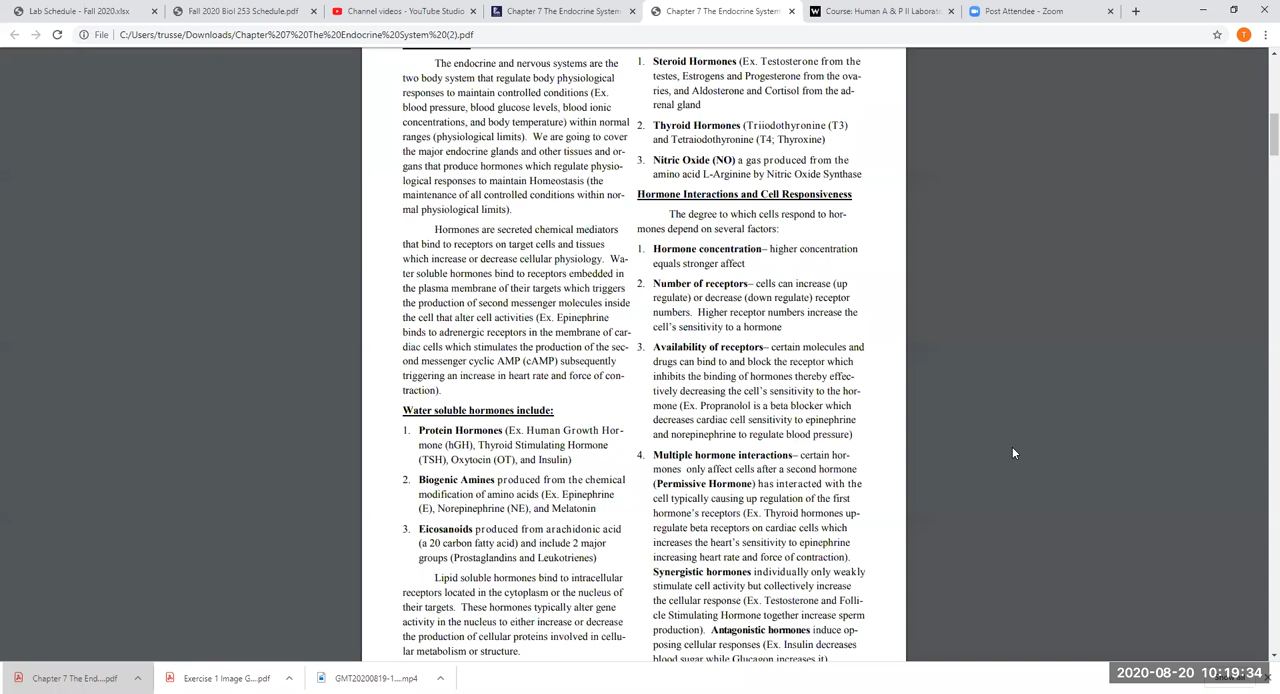 Lab Schedule - Fall 2020.xlsx
Fall 2020 Biol 253 Schedule.pdf
Channel videos - YouTube Studio
Chapter 7 The Endocrine System
Chapter 7 The Endocrine System
Course: Human A & P II Laborat
Post Attendee - Zoom
File
C:/Users/trusse/Downloads/Chapter%207%20The%20Endocrine%20System%20(2).pdf
T
The endocrine and nervous systems are the
two body system that regulate body physiological
responses to maintain controlled conditions (Ex.
blood pressure, blood glucose levels, blood ionic
concentrations, and body temperature) within normal
ranges (physiological limits). We are going to cover
the major endocrine glands and other tissues and or-
gans that produce hormones which regulate physio-
logical responses to maintain Homeostasis (the
maintenance of all controlled conditions within nor-
mal physiological limits).
Hormones are secreted chemical mediators
that bind to receptors on target cells and tissues
which increase or decrease cellular physiology. Wa-
ter soluble hormones bind to receptors embedded in
the plasma membrane of their targets which triggers
the production of second messenger molecules inside
the cell that alter cell activities (Ex. Epinephrine
binds to adrenergic receptors in the membrane of car-
diac cells which stimulates the production of the sec-
ond messenger cyclic AMP (cAMP) subsequently
triggering an increase in heart rate and force of con-
traction).
Water soluble hormones include:
1. Protein Hormones (Ex. Human Growth Hor-
mone (hGH), Thyroid Stimulating Hormone
(TSH), Oxytocin (OT), and Insulin)
2. Biogenic Amines produced from the chemical
modification of amino acids (Ex. Epinephrine
(E), Norepinephrine (NE), and Melatonin
3. Eicosanoids produced from arachidonic acid
(a 20 carbon fatty acid) and include 2 major
groups (Prostaglandins and Leukotrienes)
Lipid soluble hormones bind to intracellular
receptors located in the cytoplasm or the nucleus of
their targets. These hormones typically alter gene
activity in the nucleus to either increase or decrease
the production of cellular proteins involved in cellu-
lar metabolism or structure.
1. Steroid Hormones (Ex. Testosterone from the
testes, Estrogens and Progesterone from the ova-
ries, and Aldosterone and Cortisol from the ad-
renal gland
2. Thyroid Hormones (Triiodothyronine (T3)
and Tetraiodothyronine (T4; Thyroxine)
3. Nitric Oxide (NO) a gas produced from the
amino acid L-Arginine by Nitric Oxide Synthase
Hormone Interactions and Cell Responsiveness
The degree to which cells respond to hor-
mones depend on several factors:
1. Hormone concentration– higher concentration
equals stronger affect
2. Number of receptors– cells can increase (up
regulate) or decrease (down regulate) receptor
numbers. Higher receptor numbers increase the
cell's sensitivity to a hormone
3. Availability of receptors– certain molecules and
drugs can bind to and block the receptor which
inhibits the binding of hormones thereby effec-
tively decreasing the cell's sensitivity to the hor-
mone (Ex. Propranolol is a beta blocker which
decreases cardiac cell sensitivity to epinephrine
and norepinephrine to regulate blood pressure)
4. Multiple hormone interactions– certain hor-
mones only affect cells after a second hormone
(Permissive Hormone) has interacted with the
cell typically causing up regulation of the first
hormone's receptors (Ex. Thyroid hormones up-
regulate beta receptors on cardiac cells which
increases the heart's sensitivity to epinephrine
increasing heart rate and force of contraction).
Synergistic hormones individually only weakly
stimulate cell activity but collectively increase
the cellular response (Ex. Testosterone and Folli-
cle Stimulating Hormone together increase sperm
production). Antagonistic hormones induce op-
posing cellular responses (Ex. Insulin decreases
blood sugar while Glucagon increases it)
Chapter 7 The End....pdf
Exercise 1 Image G....pdf
GMT20200819-1....mp4
2020-08-20 10:19:34